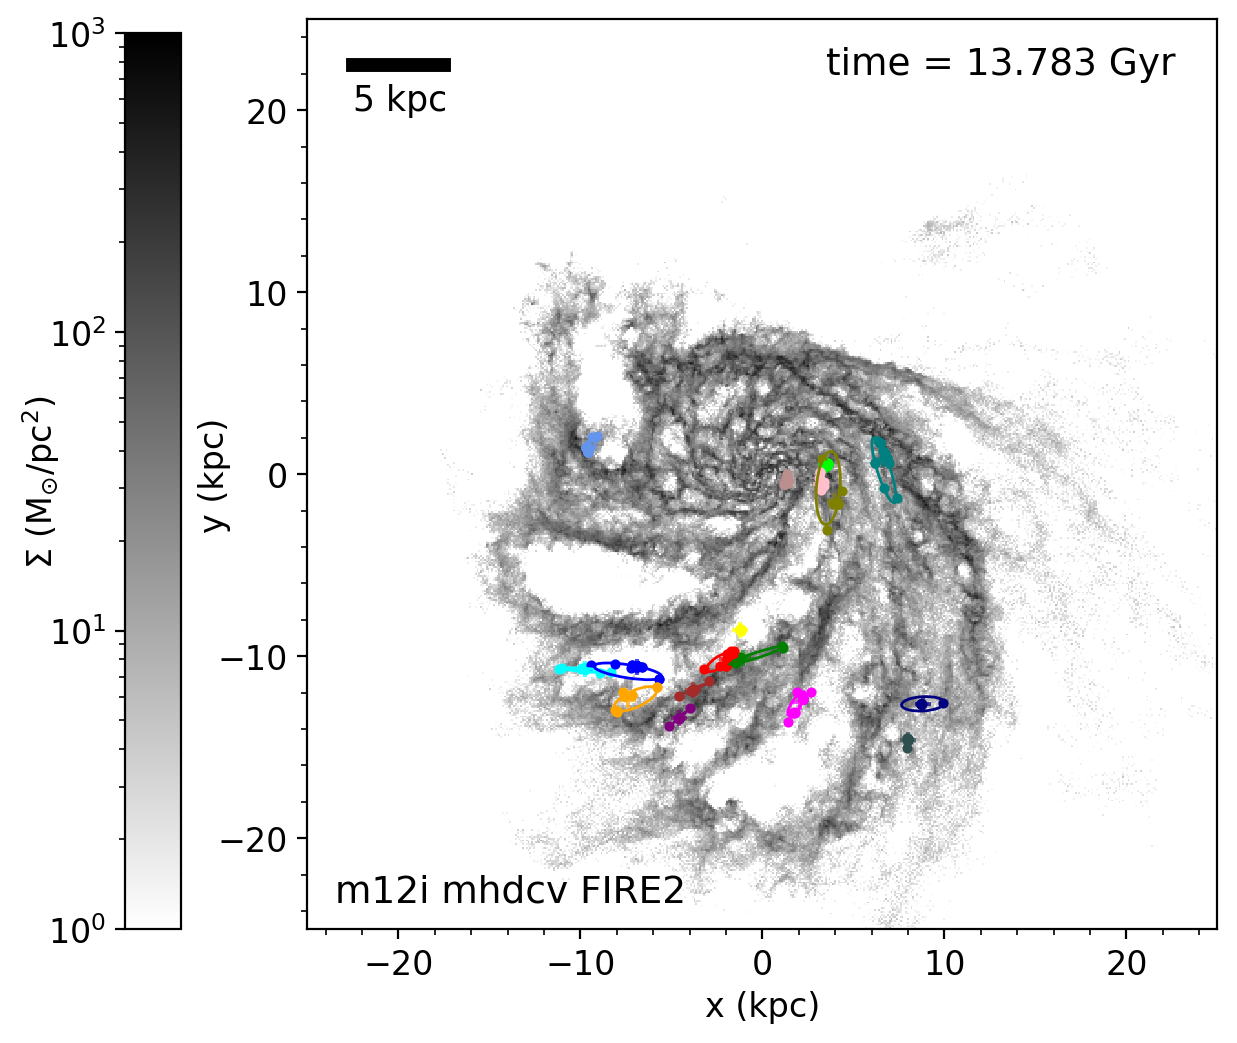 10³
10²
10¹
10⁰
Σ (M⊙/pc²)
20
10
0
−10
−20
y (kpc)
5 kpc
time = 13.783 Gyr
m12i mhdcv FIRE2
−20 −10 0 10 20
x (kpc)